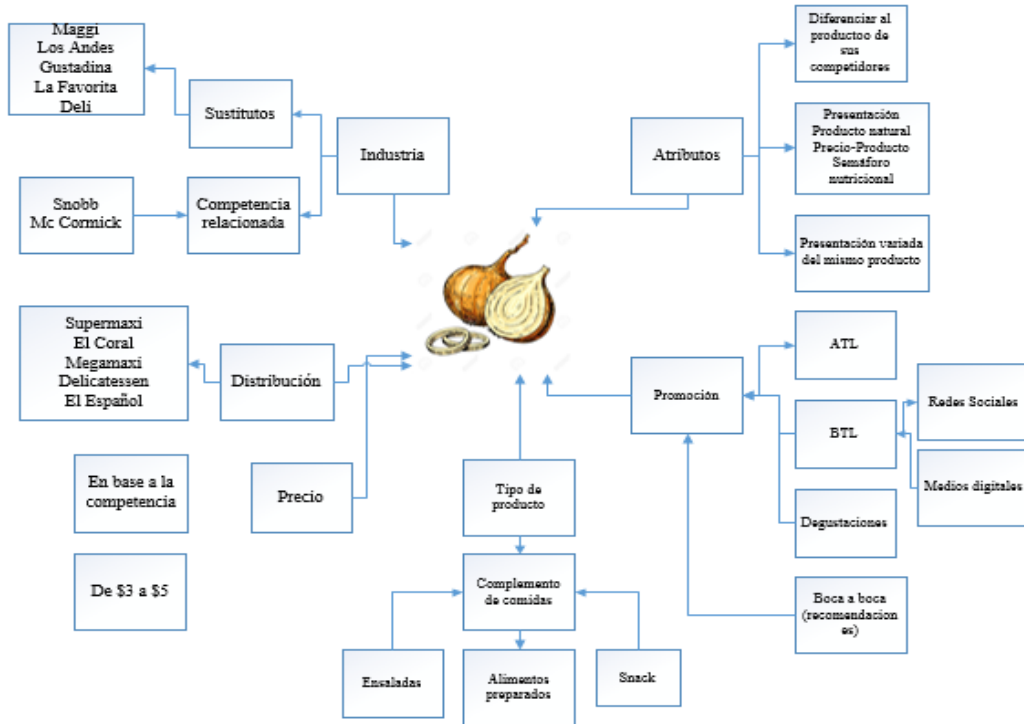 Maggi
Los Andes
Gustadina
La Favorita
Deli
Sustitutos
Industria
Snobb
Mc Cormick
Competencia
relacionada
Atributos
Diferenciar al
productoo de
sus
competidores
Presentación
Producto natural
Precio-Producto
Semáforo
nutricional
Presentación variada
del mismo producto
Supermaxi
El Coral
Megamaxi
Delicatessen
El Español
Distribución
En base a la
competencia
Precio
De $3 a $5
Tipo de
producto
Complemento
de comidas
Ensaladas
Alimentos
preparados
Snack
Promoción
ATL
BTL
Redes Sociales
Medios digitales
Degustaciones
Boca a boca
(recomendacion
es)